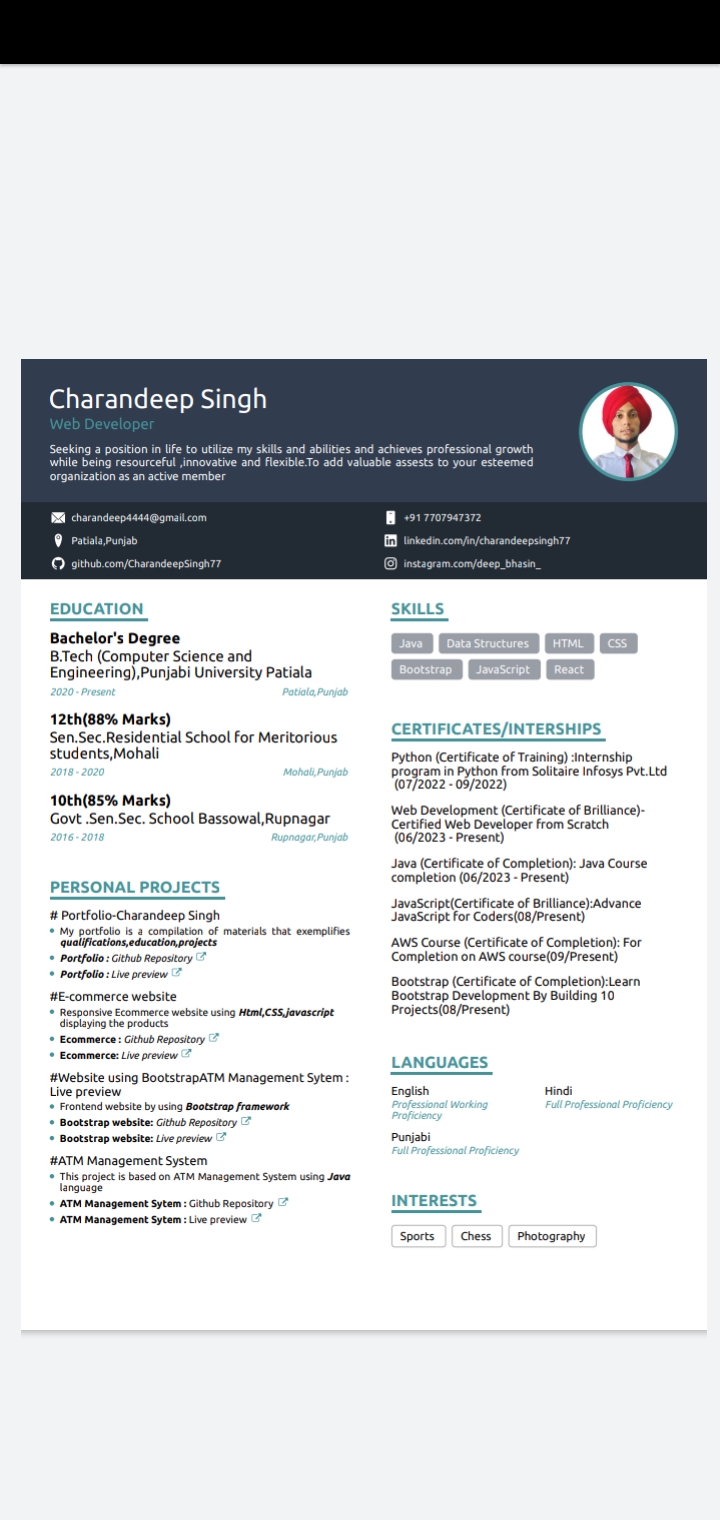 Charandeep Singh
Web Developer
Seeking a position in life to utilize my skills and abilities and achieves professional growth
while being resourceful ,innovative and flexible.To add valuable assests to your esteemed
organization as an active member
charandeep4444@gmail.com
+91 7707947372
Patiala,Punjab
linkedin.com/in/charandeepsingh77
github.com/CharandeepSingh77
instagram.com/deep_bhasin_
EDUCATION
Bachelor's Degree
B.Tech (Computer Science and
Engineering),Punjabi University Patiala
2020 - Present Patiala,Punjab
12th(88% Marks)
Sen.Sec.Residential School for Meritorious
students,Mohali
2018 - 2020 Mohali,Punjab
10th(85% Marks)
Govt .Sen.Sec. School Bassowal,Rupnagar
2016 - 2018 Rupnagar,Punjab
PERSONAL PROJECTS
# Portfolio-Charandeep Singh
My portfolio is a compilation of materials that exemplifies
qualifications,education,projects
Portfolio : Github Repository
Portfolio : Live preview
#E-commerce website
Responsive Ecommerce website using Html,CSS,javascript
displaying the products
Ecommerce : Github Repository
Ecommerce: Live preview
#Website using BootstrapATM Management Sytem :
Live preview
Frontend website by using Bootstrap framework
Bootstrap website: Github Repository
Bootstrap website: Live preview
#ATM Management System
This project is based on ATM Management System using Java
language
ATM Management Sytem : Github Repository
ATM Management Sytem : Live preview
SKILLS
Java Data Structures HTML CSS
Bootstrap JavaScript React
CERTIFICATES/INTERSHIPS
Python (Certificate of Training) :Internship
program in Python from Solitaire Infosys Pvt.Ltd
(07/2022 - 09/2022)
Web Development (Certificate of Brilliance)-
Certified Web Developer from Scratch
(06/2023 - Present)
Java (Certificate of Completion): Java Course
completion (06/2023 - Present)
JavaScript(Certificate of Brilliance):Advance
JavaScript for Coders(08/Present)
AWS Course (Certificate of Completion): For
Completion on AWS course(09/Present)
Bootstrap (Certificate of Completion):Learn
Bootstrap Development By Building 10
Projects(08/Present)
LANGUAGES
English Hindi
Professional Working Full Professional Proficiency
Proficiency
Punjabi
Full Professional Proficiency
INTERESTS
Sports Chess Photography